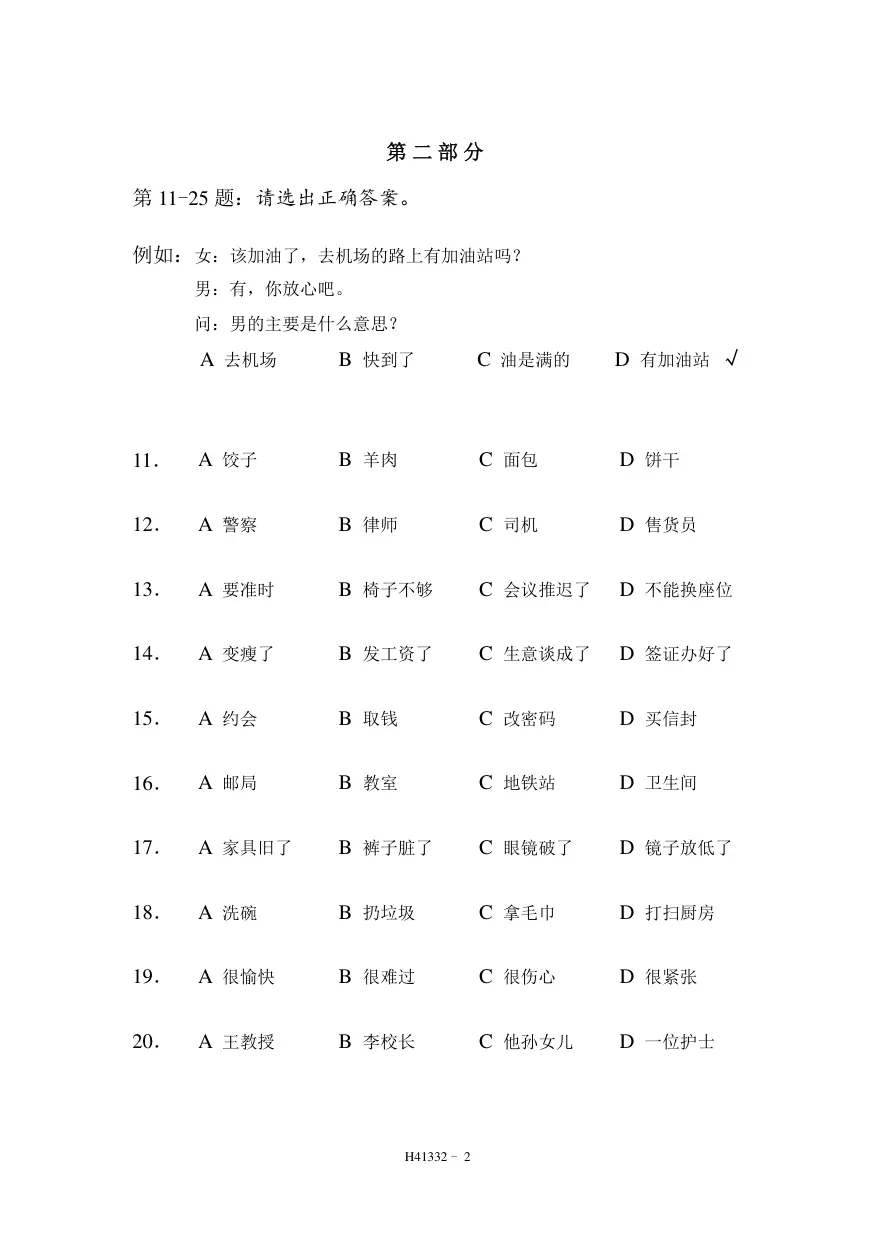 第 二 部 分
第 11-25 题：请选出正确答案。
例如：女：该加油了，去机场的路上有加油站吗？
男：有，你放心吧。
问：男的主要是什么意思？
A 去机场 B 快到了 C 油是满的 D 有加油站 √
11． A 饺子 B 羊肉 C 面包 D 饼干
12． A 警察 B 律师 C 司机 D 售货员
13． A 要准时 B 椅子不够 C 会议推迟了 D 不能换座位
14． A 变瘦了 B 发工资了 C 生意谈成了 D 签证办好了
15． A 约会 B 取钱 C 改密码 D 买信封
16． A 邮局 B 教室 C 地铁站 D 卫生间
17． A 家具旧了 B 裤子脏了 C 眼镜破了 D 镜子放低了
18． A 洗碗 B 扔垃圾 C 拿毛巾 D 打扫厨房
19． A 很愉快 B 很难过 C 很伤心 D 很紧张
20． A 王教授 B 李校长 C 他孙女儿 D 一位护士
H41332 - 2